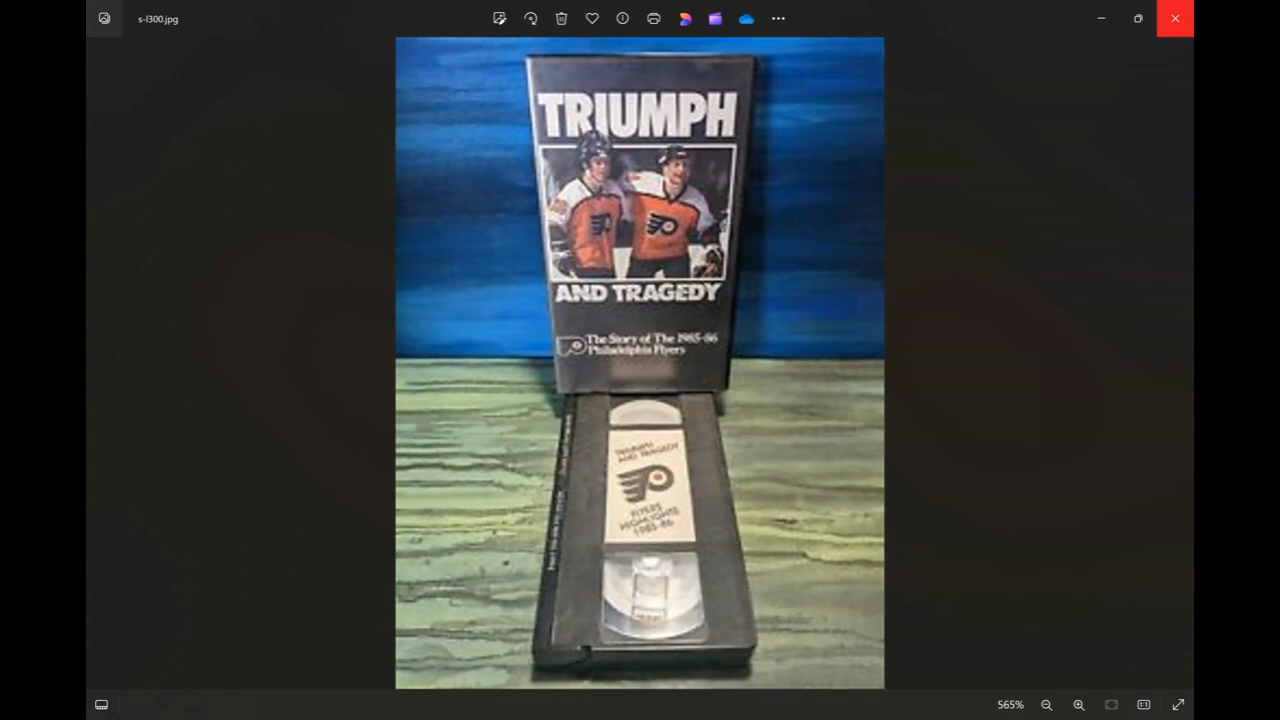 s-l300.jpg
TRIUMPH
AND TRAGEDY
The Story of The 1985-86
Philadelphia Flyers
TRIUMPH
AND TRAGEDY
FLYERS
HIGHLIGHTS
1985-86
565%